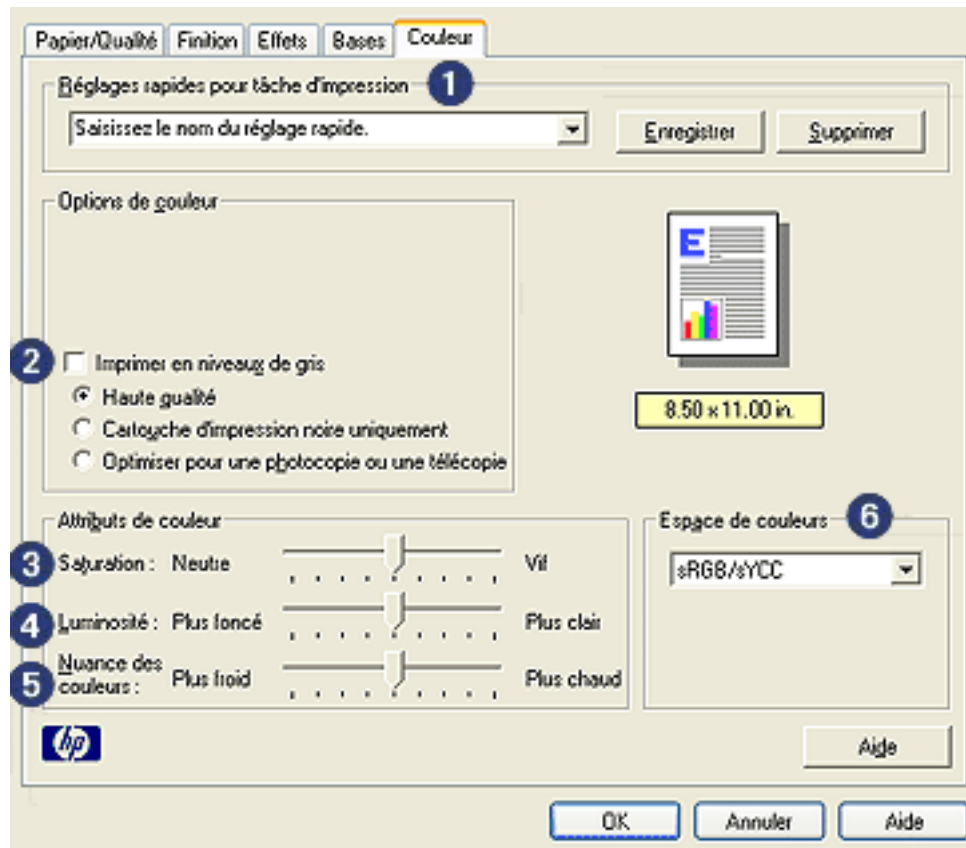 Papier/Qualité Finition Effets Bases Couleur
Réglages rapides pour tâche d'impression 1
Saisissez le nom du réglage rapide. Enregistrer Supprimer
Options de couleur
E
2 Imprimer en niveaux de gris
Haute qualité
8.50 x 11.00 in.
Cartouche d'impression noire uniquement
Optimiser pour une photocopie ou une télécopie
Attributs de couleur
Espace de couleurs 6
3 Saturation : Neutre Vif
sRGB/sYCC
4 Luminosité : Plus foncé Plus clair
5 Nuance des
couleurs : Plus froid Plus chaud
hp
Aide
OK Annuler Aide